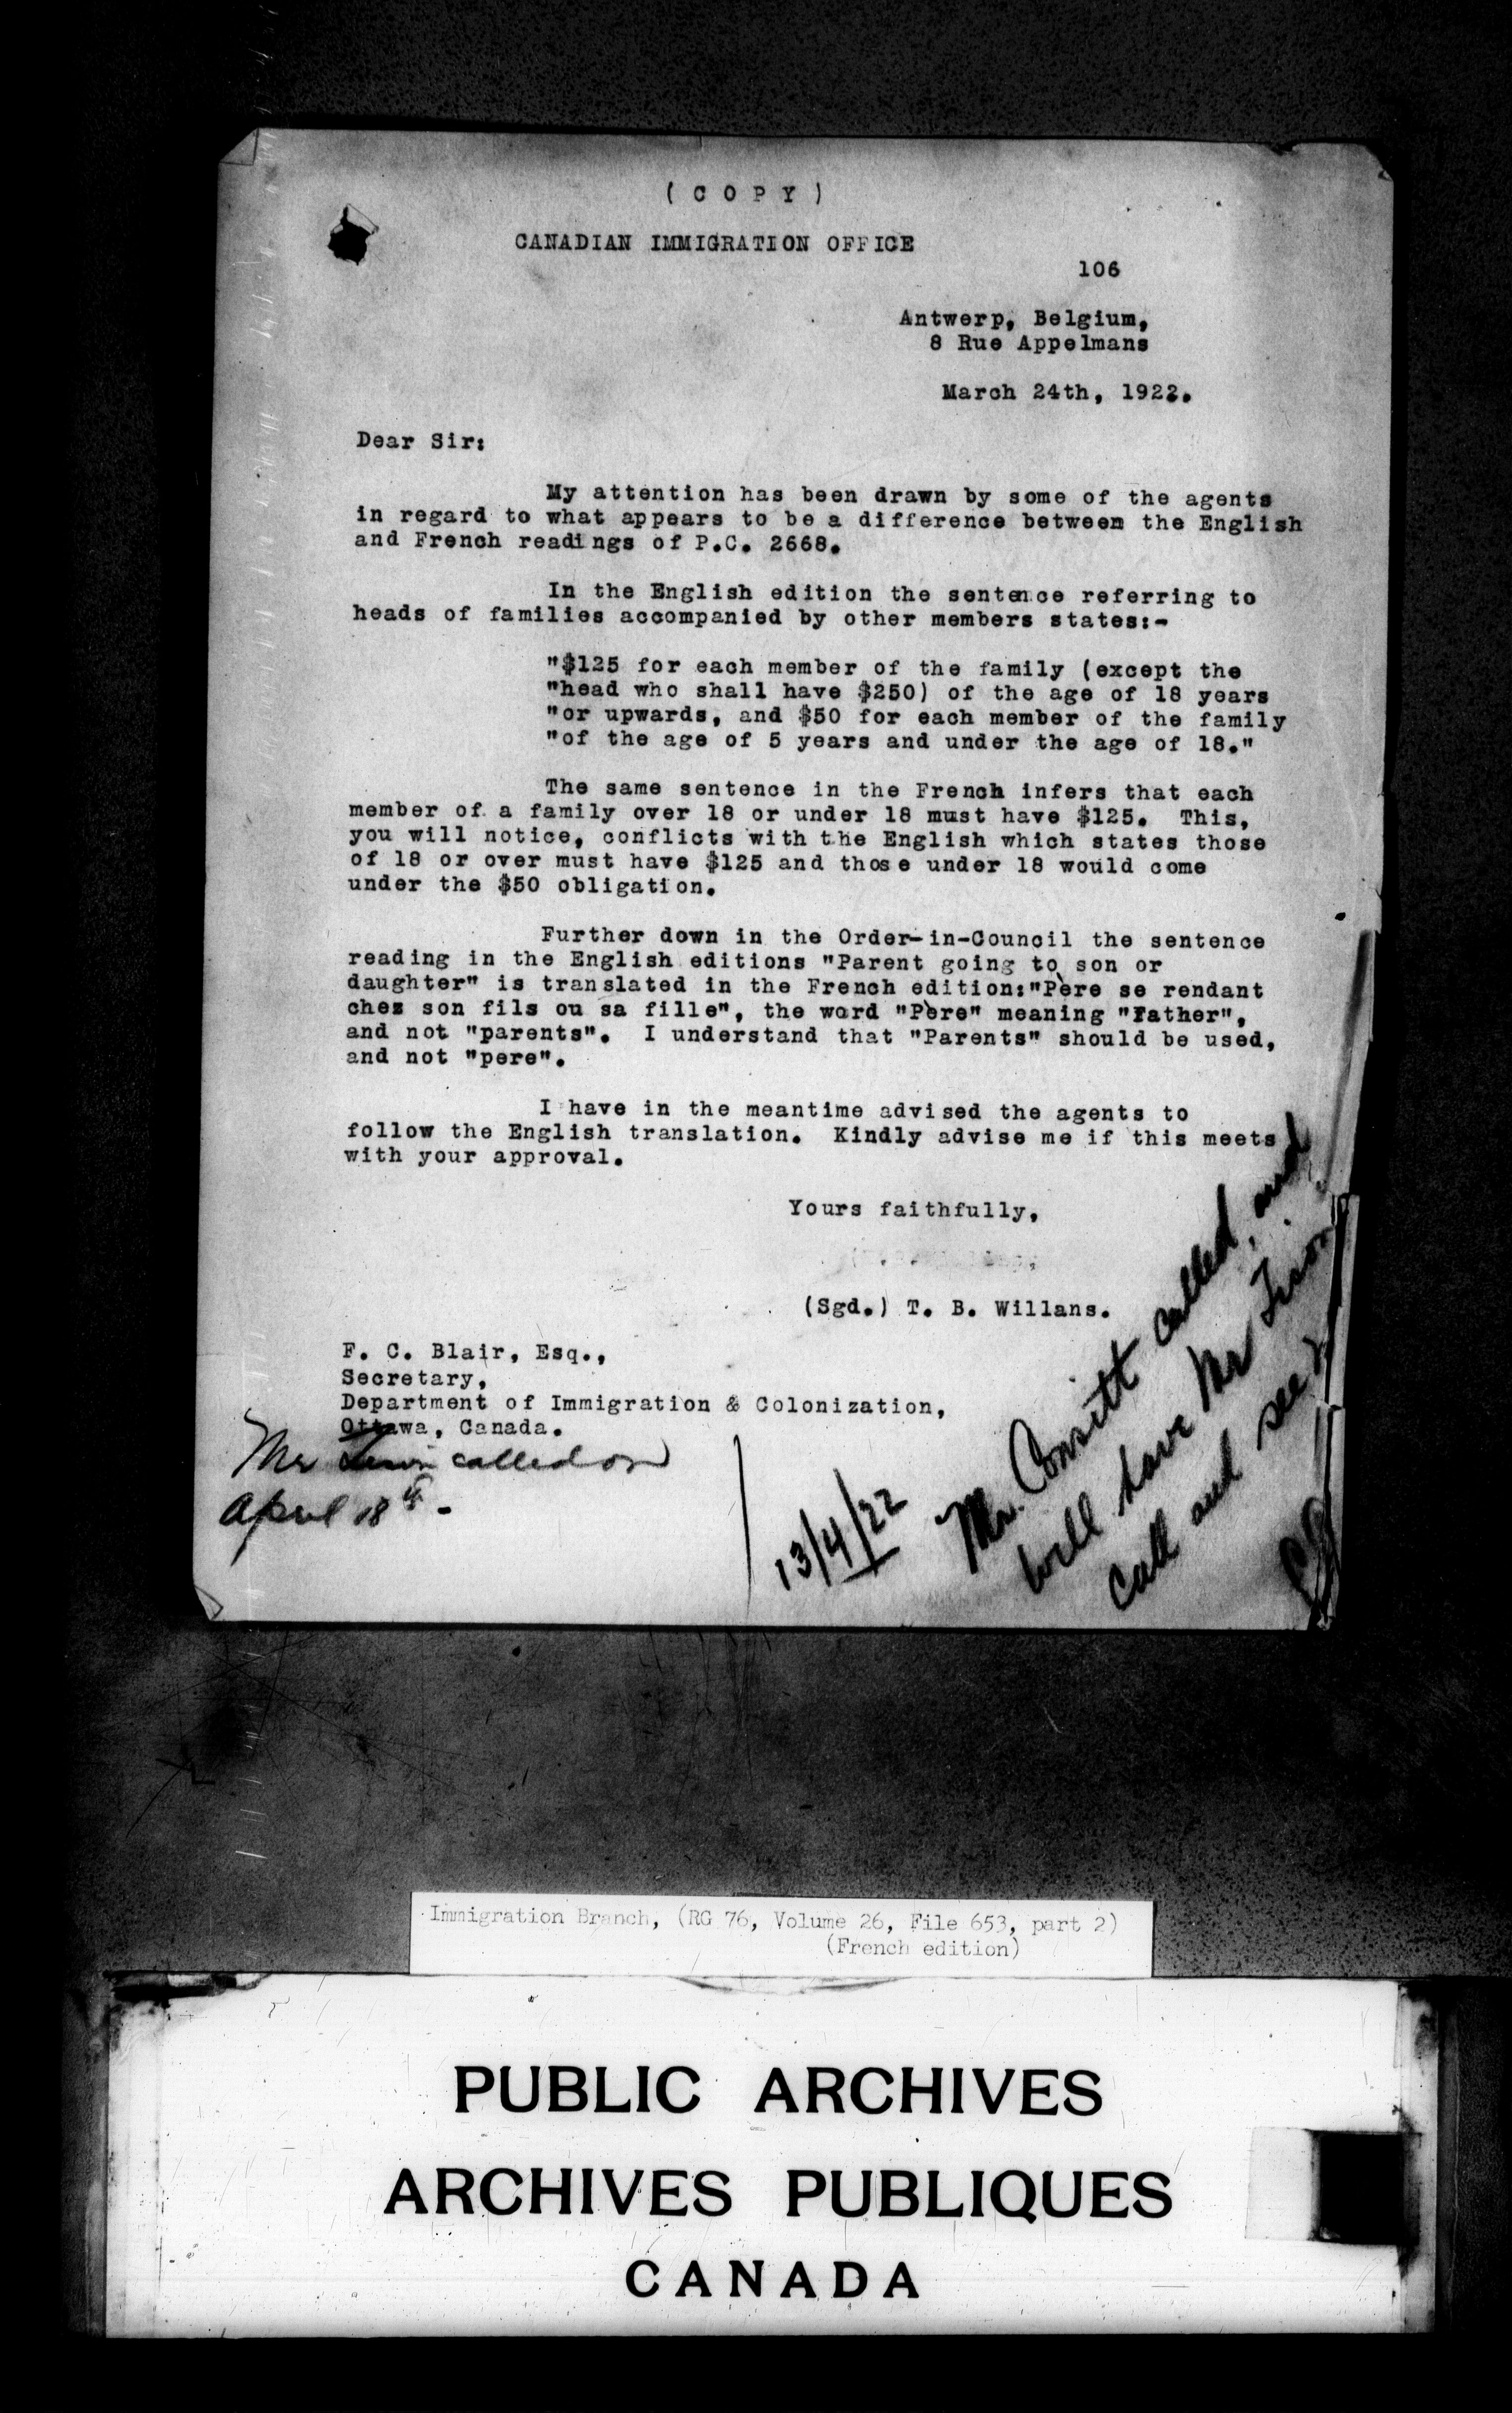 ( C O P Y )
CANADIAN IMMIGRATION OFFICE
106
Antwerp, Belgium,
8 Rue Appelmans
March 24th, 1922.
Dear Sir:
My attention has been drawn by some of the agents
in regard to what appears to be a difference between the English
and French readings of P.C. 2668.
In the English edition the sentence referring to
heads of families accompanied by other members states:-
"$125 for each member of the family (except the
"head who shall have $250) of the age of 18 years
"or upwards, and $50 for each member of the family
"of the age of 5 years and under the age of 18."
The same sentence in the French infers that each
member of a family over 18 or under 18 must have $125. This,
you will notice, conflicts with the English which states those
of 18 or over must have $125 and those under 18 would come
under the $50 obligation.
Further down in the Order-in-Council the sentence
reading in the English editions "Parent going to son or
daughter" is translated in the French edition:"Père se rendant
chez son fils ou sa fille", the word "Père" meaning "father",
and not "parents". I understand that "Parents" should be used,
and not "pere".
I have in the meantime advised the agents to
follow the English translation. Kindly advise me if this meets
with your approval.
Yours faithfully,
(Sgd.) T. B. Willans.
F. C. Blair, Esq.,
Secretary,
Department of Immigration & Colonization,
Ottawa, Canada.
Mr called on
April 18th -
13/4/22
Mr. Consitt called, and
will have Mr
call and see
Immigration Branch, (RG 76, Volume 26, File 653, part 2)
(French edition)
PUBLIC ARCHIVES
ARCHIVES PUBLIQUES
CANADA